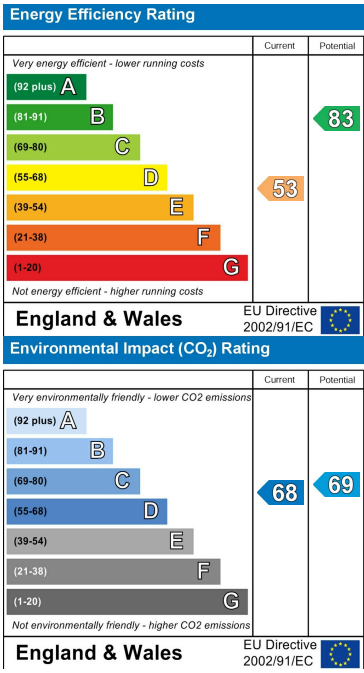 Energy Efficiency Rating
Current Potential
Very energy efficient - lower running costs
(92 plus) A
(81-91) B
83
(69-80) C
(55-68) D
53
(39-54) E
(21-38) F
(1-20) G
Not energy efficient - higher running costs
England & Wales
EU Directive
2002/91/EC
Environmental Impact (CO₂) Rating
Current Potential
Very environmentally friendly - lower CO2 emissions
(92 plus) A
(81-91) B
(69-80) C
68 69
(55-68) D
(39-54) E
(21-38) F
(1-20) G
Not environmentally friendly - higher CO2 emissions
England & Wales
EU Directive
2002/91/EC